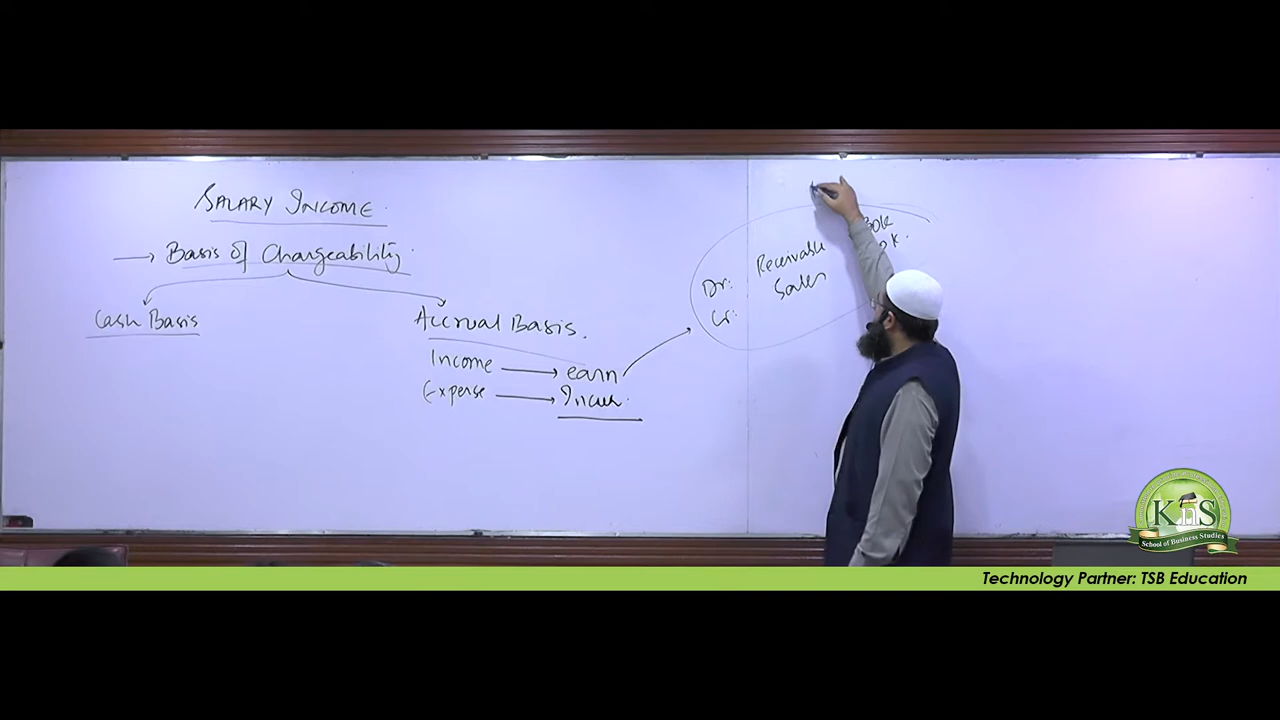 SALARY INCOME
→ Basis of Chargeability
Cash Basis
Accrual Basis.
Income → earn
Expense → Incur.
Dr: Receivable
Cr: Sales
KnS
School of Business Studies
Technology Partner: TSB Education